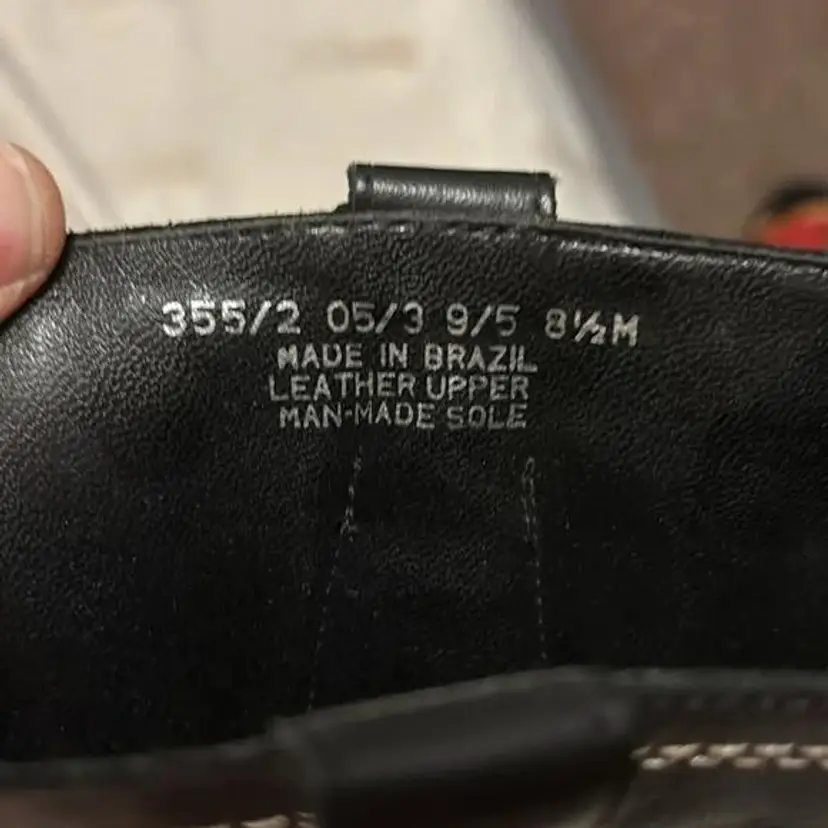 355/2 05/3 9/5 8½M
MADE IN BRAZIL
LEATHER UPPER
MAN-MADE SOLE